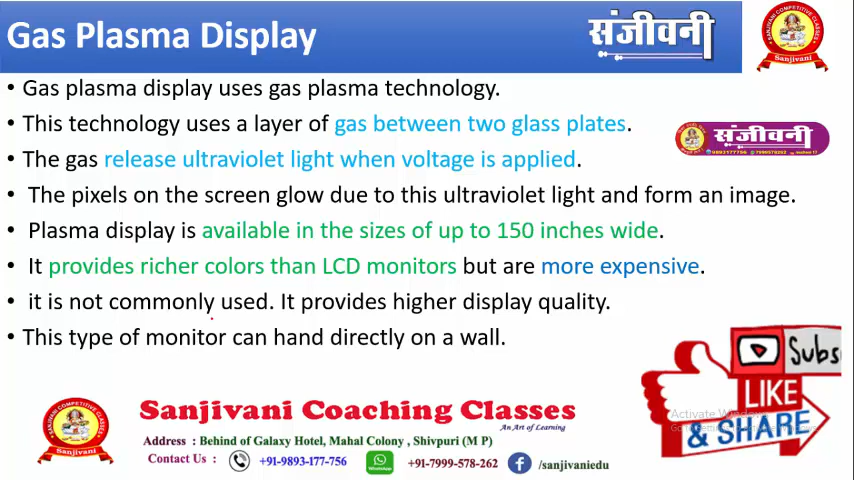 Gas Plasma Display
संजीवनी
Sanjivani
• Gas plasma display uses gas plasma technology.
• This technology uses a layer of gas between two glass plates.
संजीवनी
• The gas release ultraviolet light when voltage is applied.
• The pixels on the screen glow due to this ultraviolet light and form an image.
• Plasma display is available in the sizes of up to 150 inches wide.
• It provides richer colors than LCD monitors but are more expensive.
• it is not commonly used. It provides higher display quality.
• This type of monitor can hand directly on a wall.
Subs
LIKE
& SHARE
Activate Windows
Sanjivani
Sanjivani Coaching Classes
An Art of Learning
Address : Behind of Galaxy Hotel, Mahal Colony , Shivpuri (M P)
Contact Us : +91-9893-177-756 WhatsApp +91-7999-578-262 f /sanjivaniedu